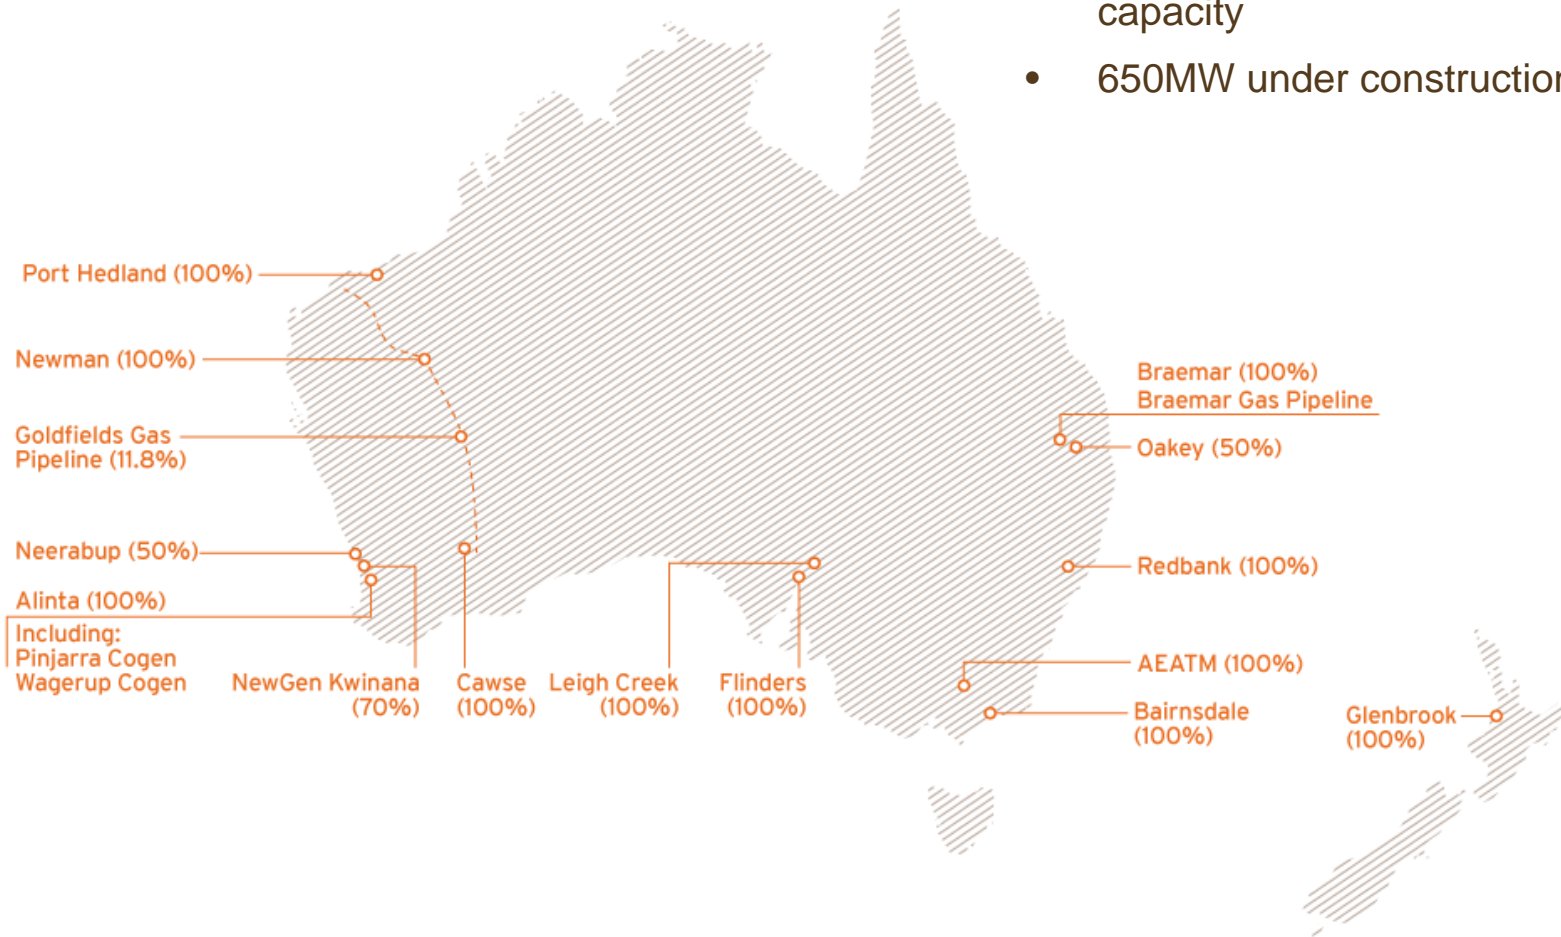 capacity
• 650MW under construction
Port Hedland (100%)
Newman (100%)
Goldfields Gas
Pipeline (11.8%)
Neerabup (50%)
Alinta (100%)
Including:
Pinjarra Cogen
Wagerup Cogen
NewGen Kwinana
(70%)
Cawse
(100%)
Leigh Creek
(100%)
Flinders
(100%)
Braemar (100%)
Braemar Gas Pipeline
Oakey (50%)
Redbank (100%)
AEATM (100%)
Bairnsdale
(100%)
Glenbrook
(100%)